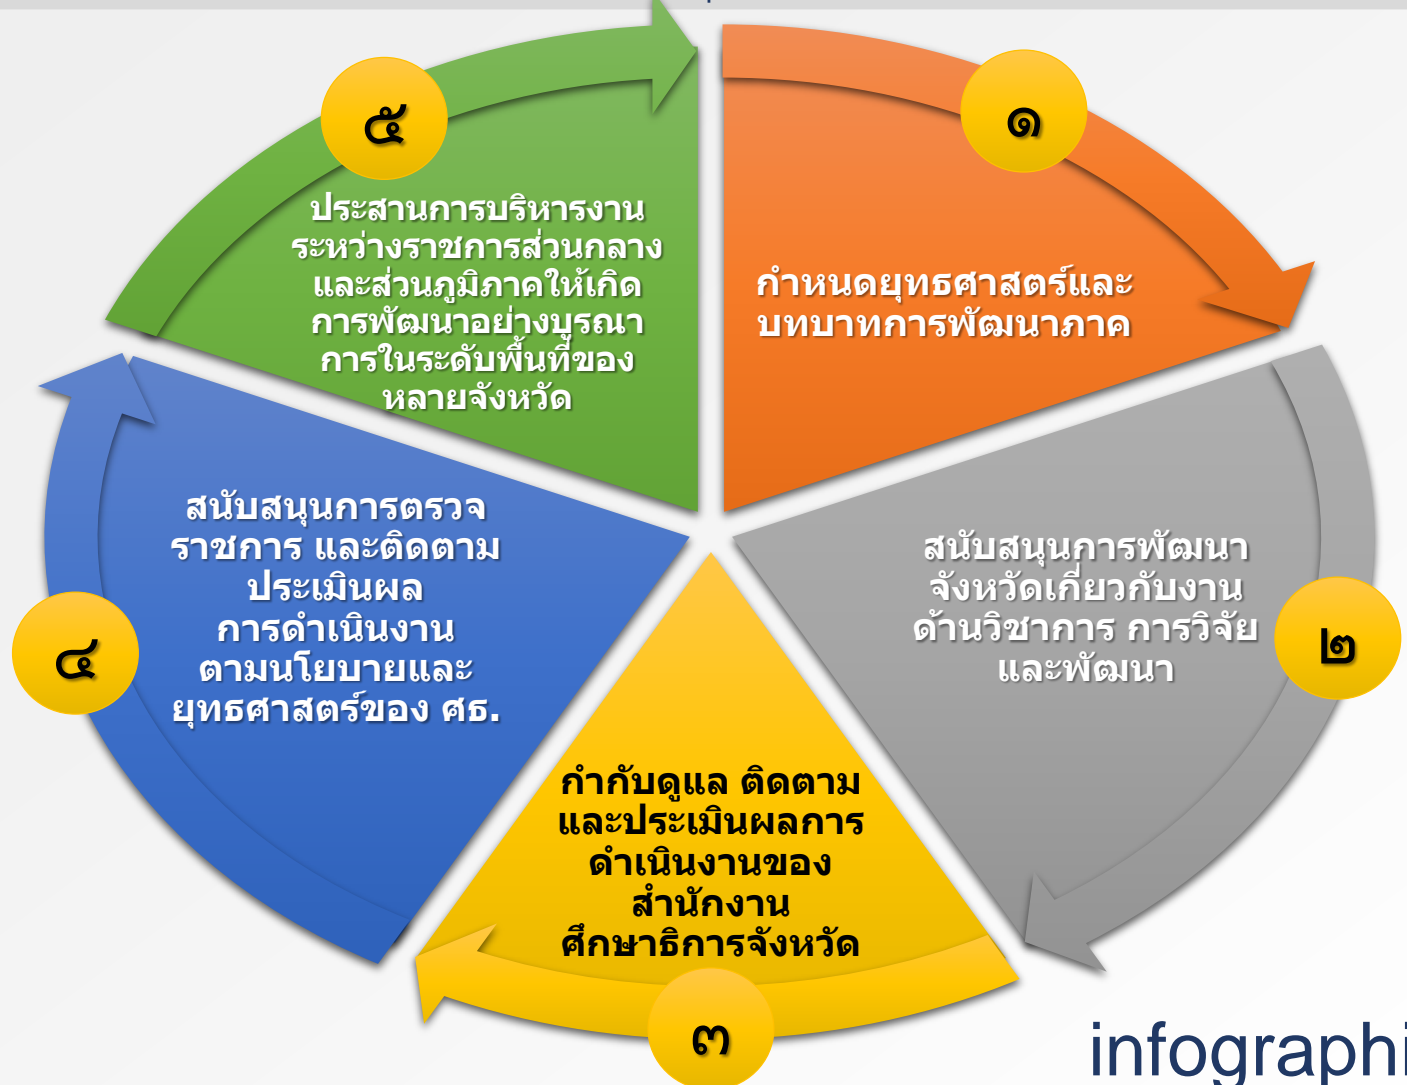 ๑
กำหนดยุทธศาสตร์และ
บทบาทการพัฒนาภาค
๒
สนับสนุนการพัฒนา
จังหวัดเกี่ยวกับงาน
ด้านวิชาการ การวิจัย
และพัฒนา
๓
กำกับดูแล ติดตาม
และประเมินผลการ
ดำเนินงานของ
สำนักงาน
ศึกษาธิการจังหวัด
๔
สนับสนุนการตรวจ
ราชการ และติดตาม
ประเมินผล
การดำเนินงาน
ตามนโยบายและ
ยุทธศาสตร์ของ ศธ.
๕
ประสานการบริหารงาน
ระหว่างราชการส่วนกลาง
และส่วนภูมิภาคให้เกิด
การพัฒนาอย่างบูรณา
การในระดับพื้นที่ของ
หลายจังหวัด
infographi